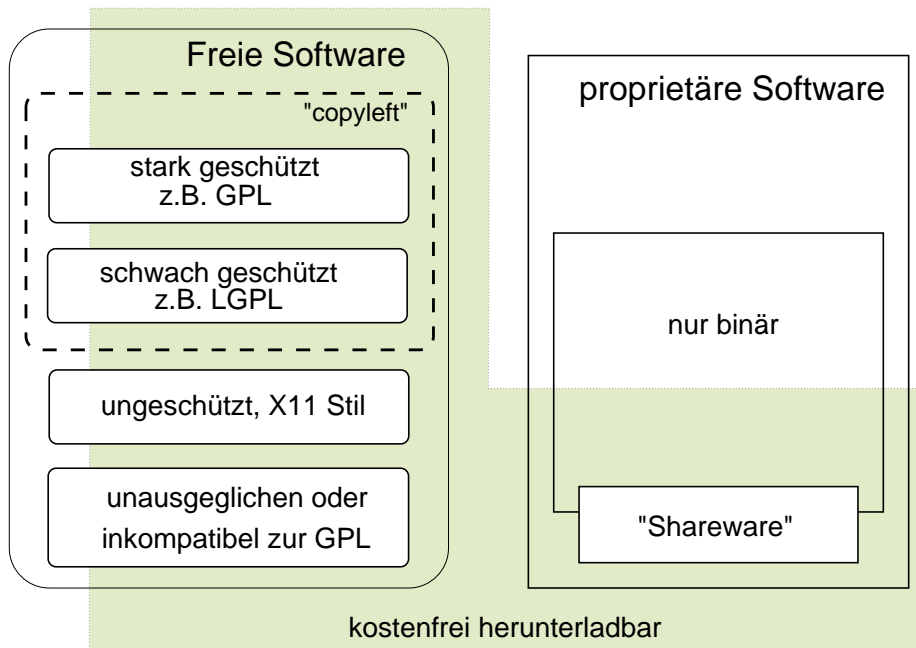 Freie Software
"copyleft"
stark geschützt
z.B. GPL
schwach geschützt
z.B. LGPL
ungeschützt, X11 Stil
unausgeglichen oder
inkompatibel zur GPL
proprietäre Software
nur binär
"Shareware"
kostenfrei herunterladbar